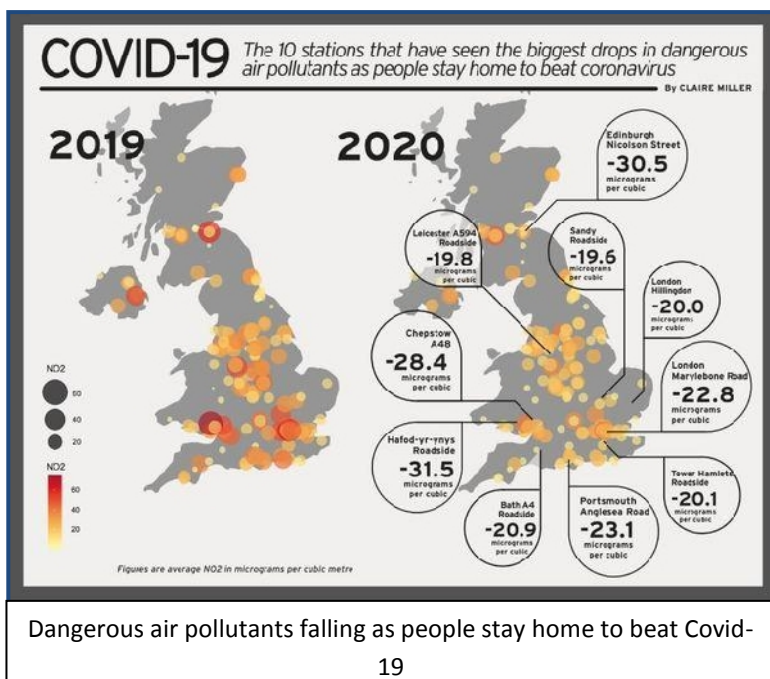 COVID-19
The 10 stations that have seen the biggest drops in dangerous
air pollutants as people stay home to beat coronavirus
By CLAIRE MILLER
2019
2020
Edinburgh
Nicolson Street
-30.5
micrograms
per cubic
Leicester A594
Roadside
-19.8
micrograms
per cubic
Sandy
Roadside
-19.6
micrograms
per cubic
London
Hillingdon
-20.0
micrograms
per cubic
Chepstow
A48
-28.4
micrograms
per cubic
London
Marylebone Road
-22.8
micrograms
per cubic
Hafod-yr-ynys
Roadside
-31.5
micrograms
per cubic
Bath A4
Roadside
-20.9
micrograms
per cubic
Portsmouth
Anglesea Road
-23.1
micrograms
per cubic
Tower Hamlets
Roadside
-20.1
micrograms
per cubic
NO2
60
40
20
NO2
60
40
20
Figures are average NO2 in micrograms per cubic metre
Dangerous air pollutants falling as people stay home to beat Covid-
19